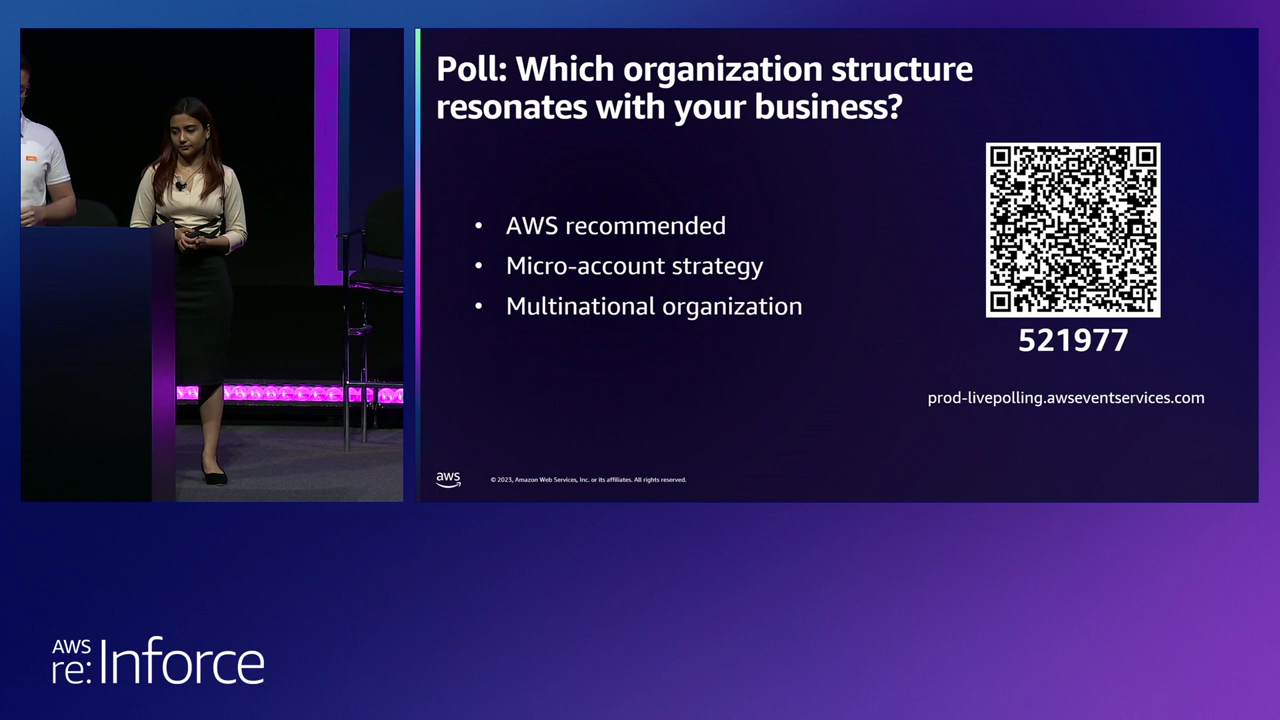 Poll: Which organization structure
resonates with your business?
• AWS recommended
• Micro-account strategy
• Multinational organization
521977
prod-livepolling.awseventservices.com
aws
© 2023, Amazon Web Services, Inc. or its affiliates. All rights reserved.
AWS
re:Inforce